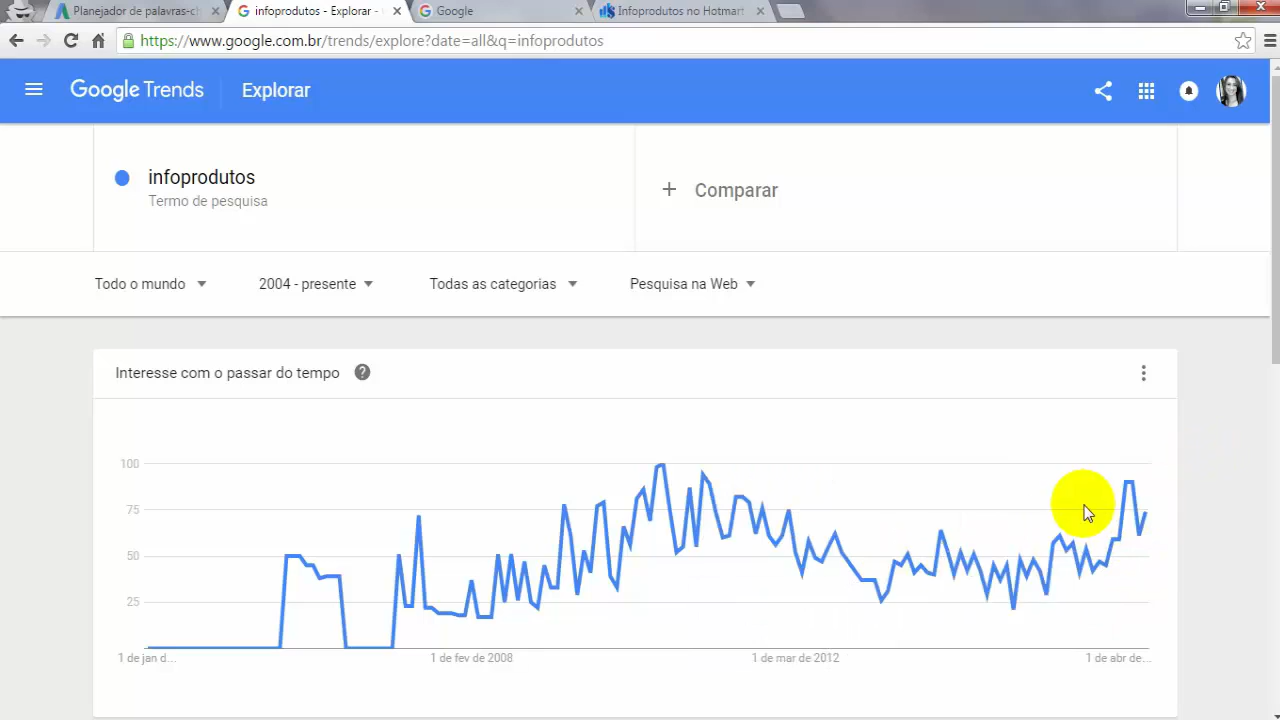 Planejador de palavras-ch
infoprodutos - Explorar -
Google
Infoprodutos no Hotmart
https://www.google.com.br/trends/explore?date=all&q=infoprodutos
Google Trends
Explorar
infoprodutos
Termo de pesquisa
+ Comparar
Todo o mundo
2004 - presente
Todas as categorias
Pesquisa na Web
Interesse com o passar do tempo
100
75
50
25
1 de jan d...
1 de fev de 2008
1 de mar de 2012
1 de abr de...